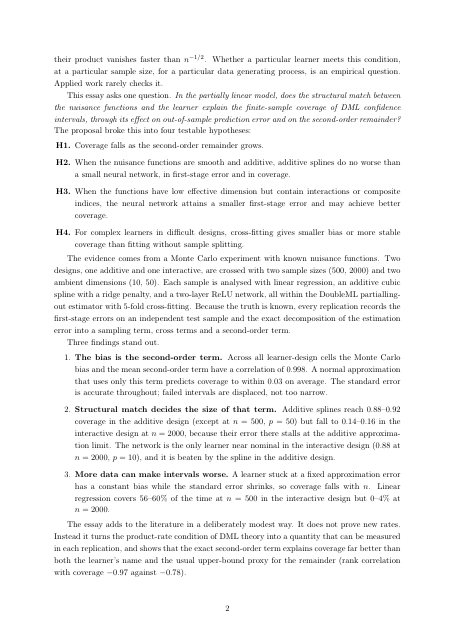 their product vanishes faster than n^{-1/2}. Whether a particular learner meets this condition,
at a particular sample size, for a particular data generating process, is an empirical question.
Applied work rarely checks it.
This essay asks one question. In the partially linear model, does the structural match between
the nuisance functions and the learner explain the finite-sample coverage of DML confidence
intervals, through its effect on out-of-sample prediction error and on the second-order remainder?
The proposal broke this into four testable hypotheses:
H1. Coverage falls as the second-order remainder grows.
H2. When the nuisance functions are smooth and additive, additive splines do no worse than
a small neural network, in first-stage error and in coverage.
H3. When the functions have low effective dimension but contain interactions or composite
indices, the neural network attains a smaller first-stage error and may achieve better
coverage.
H4. For complex learners in difficult designs, cross-fitting gives smaller bias or more stable
coverage than fitting without sample splitting.
The evidence comes from a Monte Carlo experiment with known nuisance functions. Two
designs, one additive and one interactive, are crossed with two sample sizes (500, 2000) and two
ambient dimensions (10, 50). Each sample is analysed with linear regression, an additive cubic
spline with a ridge penalty, and a two-layer ReLU network, all within the DoubleML partialling-
out estimator with 5-fold cross-fitting. Because the truth is known, every replication records the
first-stage errors on an independent test sample and the exact decomposition of the estimation
error into a sampling term, cross terms and a second-order term.
Three findings stand out.
1. The bias is the second-order term. Across all learner-design cells the Monte Carlo
bias and the mean second-order term have a correlation of 0.998. A normal approximation
that uses only this term predicts coverage to within 0.03 on average. The standard error
is accurate throughout; failed intervals are displaced, not too narrow.
2. Structural match decides the size of that term. Additive splines reach 0.88–0.92
coverage in the additive design (except at n = 500, p = 50) but fall to 0.14–0.16 in the
interactive design at n = 2000, because their error there stalls at the additive approxima-
tion limit. The network is the only learner near nominal in the interactive design (0.88 at
n = 2000, p = 10), and it is beaten by the spline in the additive design.
3. More data can make intervals worse. A learner stuck at a fixed approximation error
has a constant bias while the standard error shrinks, so coverage falls with n. Linear
regression covers 56–60% of the time at n = 500 in the interactive design but 0–4% at
n = 2000.
The essay adds to the literature in a deliberately modest way. It does not prove new rates.
Instead it turns the product-rate condition of DML theory into a quantity that can be measured
in each replication, and shows that the exact second-order term explains coverage far better than
both the learner's name and the usual upper-bound proxy for the remainder (rank correlation
with coverage −0.97 against −0.78).
2